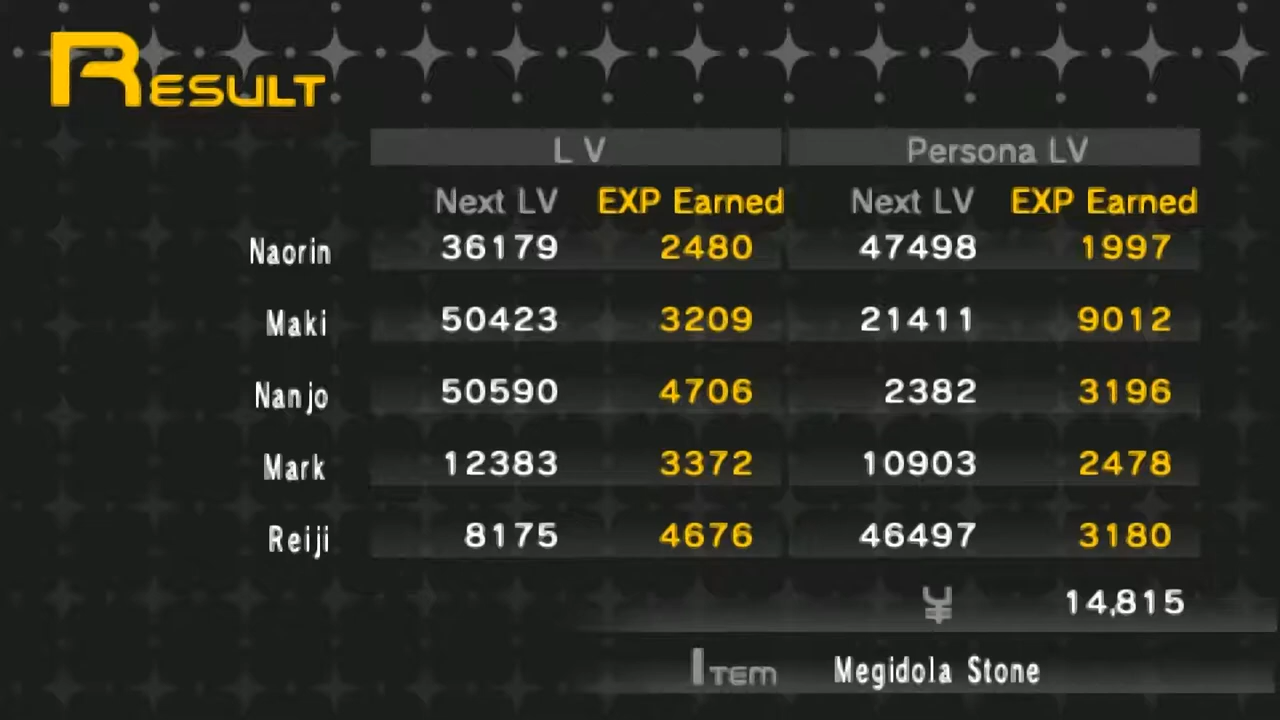 RESULT
LV Persona LV
Next LV EXP Earned Next LV EXP Earned
Naorin 36179 2480 47498 1997
Maki 50423 3209 21411 9012
Nanjo 50590 4706 2382 3196
Mark 12383 3372 10903 2478
Reiji 8175 4676 46497 3180
¥ 14,815
ITEM Megidola Stone